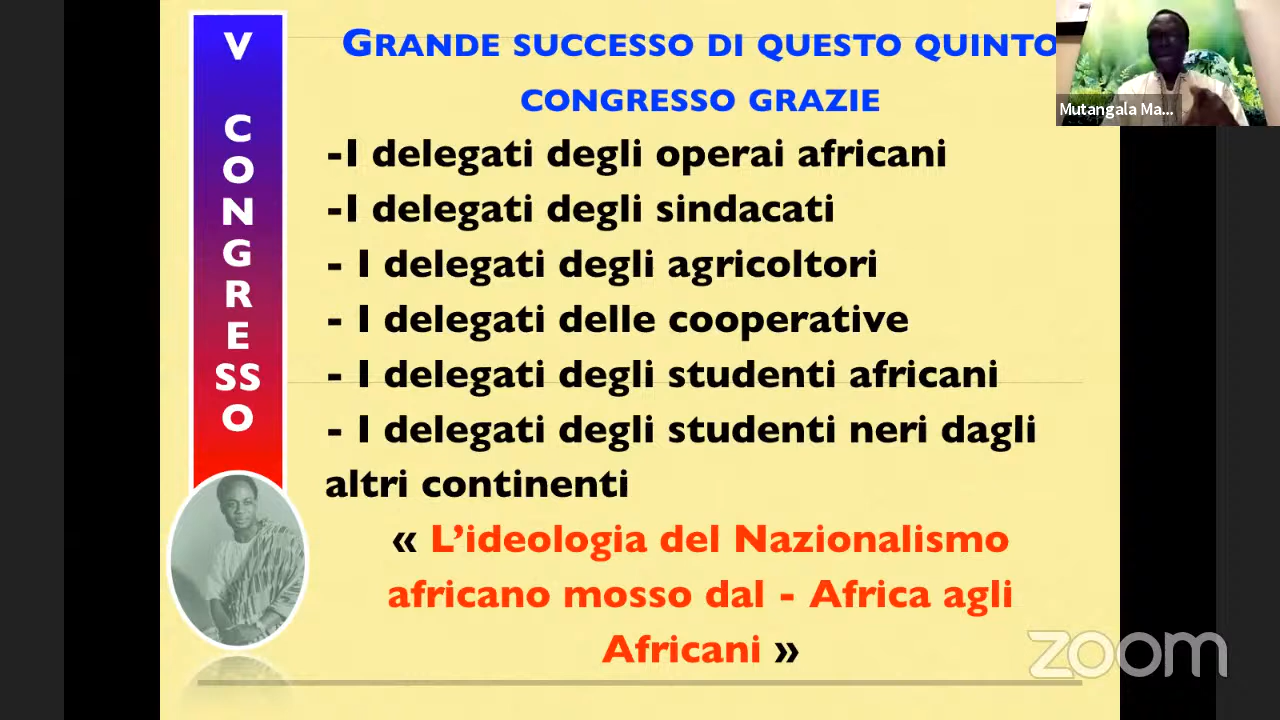 V CONGRESSO
GRANDE SUCCESSO DI QUESTO QUINTO
CONGRESSO GRAZIE
-I delegati degli operai africani
-I delegati degli sindacati
- I delegati degli agricoltori
- I delegati delle cooperative
- I delegati degli studenti africani
- I delegati degli studenti neri dagli
altri continenti
« L’ideologia del Nazionalismo
africano mosso dal - Africa agli
Africani »
Mutangala Ma...
zoom